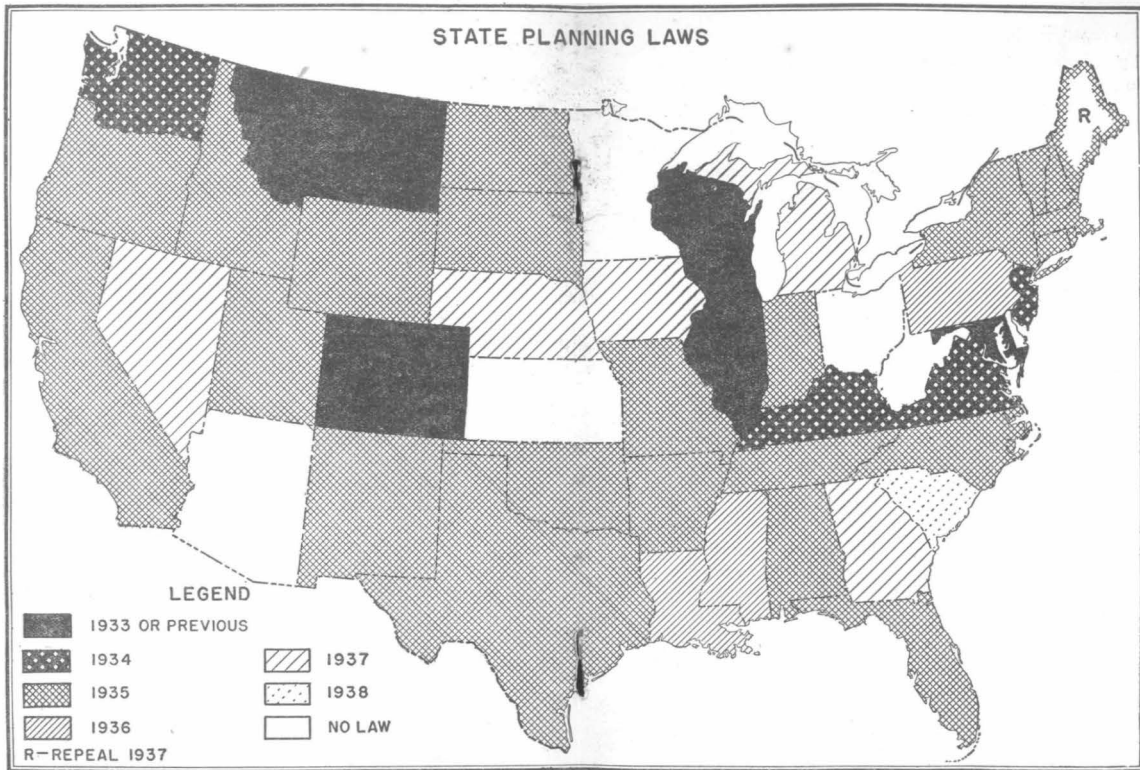 STATE PLANNING LAWS
R
LEGEND
1933 OR PREVIOUS
1934
1935
1936
1937
1938
NO LAW
R—REPEAL 1937